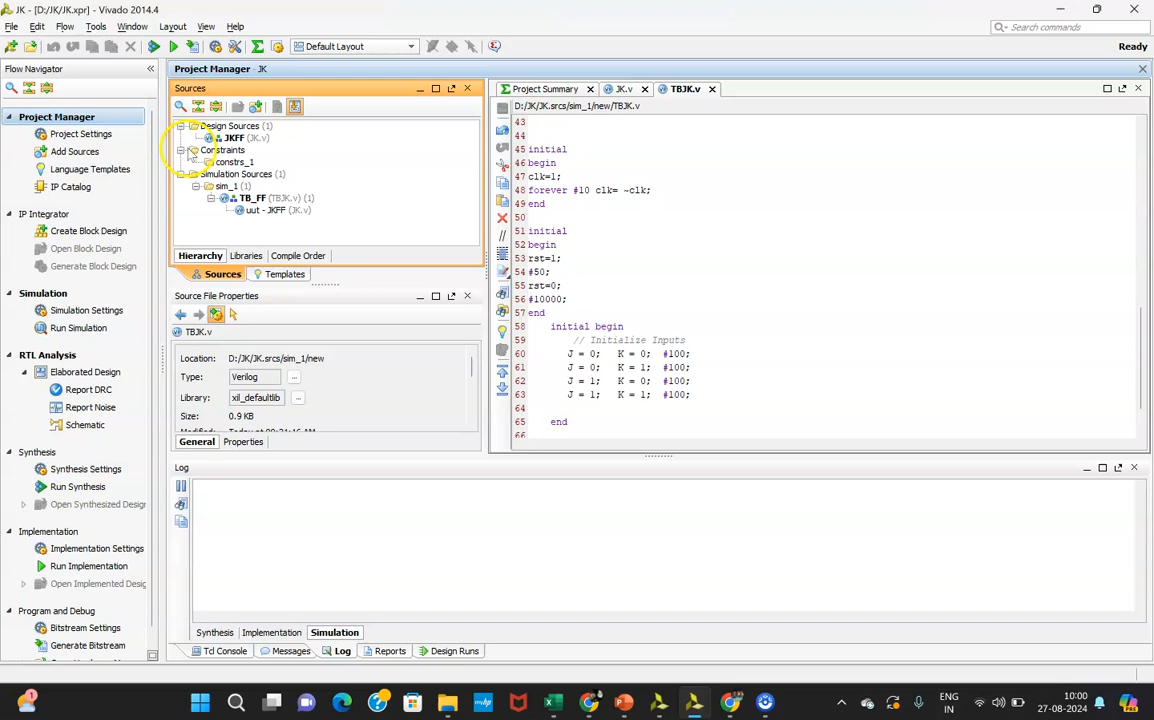 JK - [D:/JK/JK.xpr] - Vivado 2014.4
File Edit Flow Tools Window Layout View Help
Search commands
Default Layout
Ready
Flow Navigator
Project Manager
Project Settings
Add Sources
Language Templates
IP Catalog
IP Integrator
Create Block Design
Open Block Design
Generate Block Design
Simulation
Simulation Settings
Run Simulation
RTL Analysis
Elaborated Design
Report DRC
Report Noise
Schematic
Synthesis
Synthesis Settings
Run Synthesis
Open Synthesized Design
Implementation
Implementation Settings
Run Implementation
Open Implemented Desig
Program and Debug
Bitstream Settings
Generate Bitstream
Project Manager - JK
Sources
Design Sources (1)
JKFF (JK.v)
Constraints
constrs_1
Simulation Sources (1)
sim_1 (1)
TB_FF (TBJK.v) (1)
uut - JKFF (JK.v)
Hierarchy Libraries Compile Order
Sources Templates
Source File Properties
TBJK.v
Location: D:/JK/JK.srcs/sim_1/new
Type: Verilog
Library: xil_defaultlib
Size: 0.9 KB
General Properties
Project Summary JK.v TBJK.v
D:/JK/JK.srcs/sim_1/new/TBJK.v
43
44
45 initial
46 begin
47 clk=1;
48 forever #10 clk= ~clk;
49 end
50
51 initial
52 begin
53 rst=1;
54 #50;
55 rst=0;
56 #10000;
57 end
58 initial begin
59 // Initialize Inputs
60 J = 0; K = 0; #100;
61 J = 0; K = 1; #100;
62 J = 1; K = 0; #100;
63 J = 1; K = 1; #100;
64
65 end
66
Log
Synthesis Implementation Simulation
Tcl Console Messages Log Reports Design Runs
ENG
IN
10:00
27-08-2024